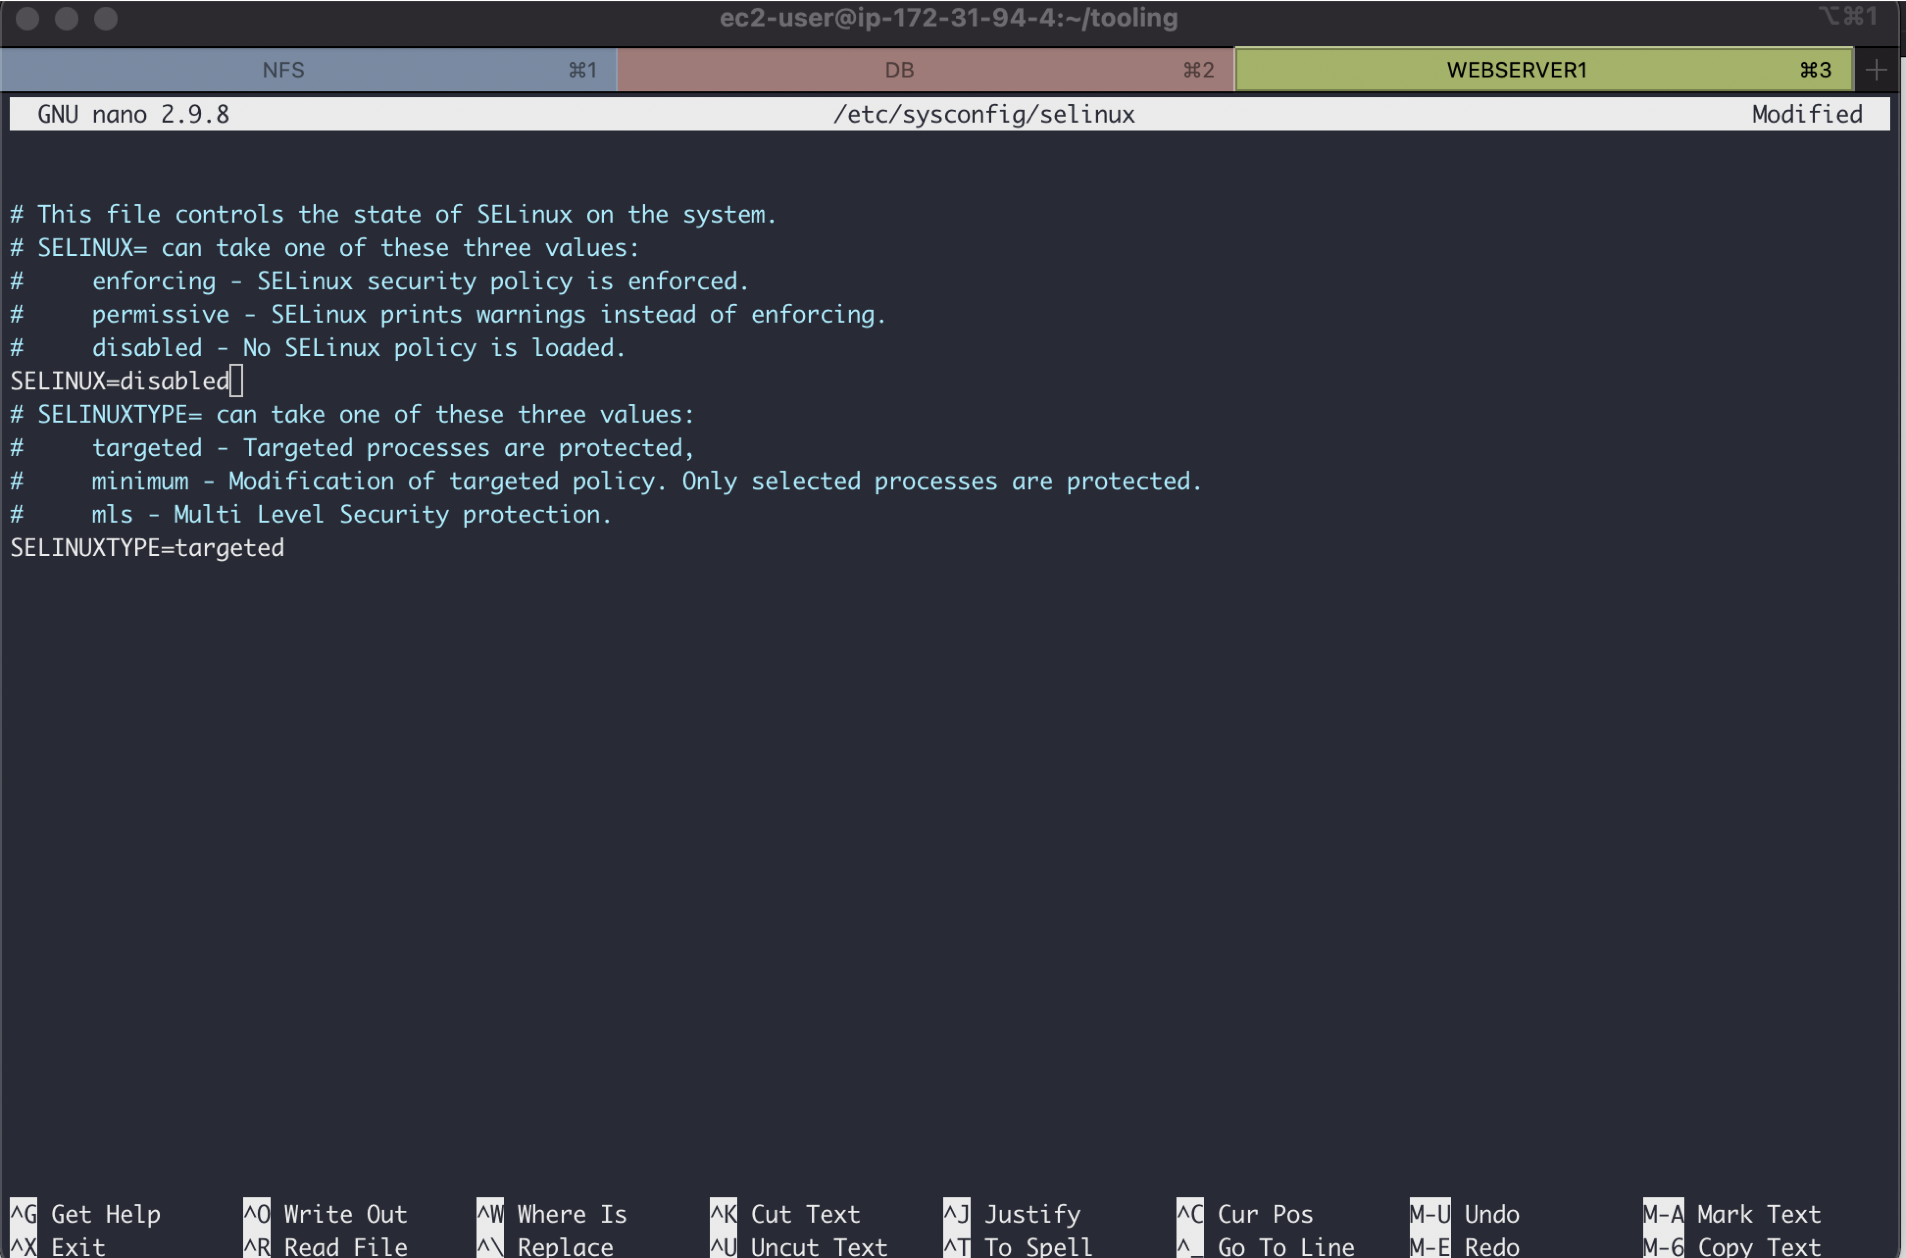 ec2-user@ip-172-31-94-4:~/tooling ⌥⌘1
NFS ⌘1 DB ⌘2 WEBSERVER1 ⌘3 +
GNU nano 2.9.8 /etc/sysconfig/selinux Modified
# This file controls the state of SELinux on the system.
# SELINUX= can take one of these three values:
#     enforcing - SELinux security policy is enforced.
#     permissive - SELinux prints warnings instead of enforcing.
#     disabled - No SELinux policy is loaded.
SELINUX=disabled
# SELINUXTYPE= can take one of these three values:
#     targeted - Targeted processes are protected,
#     minimum - Modification of targeted policy. Only selected processes are protected.
#     mls - Multi Level Security protection.
SELINUXTYPE=targeted
^G Get Help ^O Write Out ^W Where Is ^K Cut Text ^J Justify ^C Cur Pos M-U Undo M-A Mark Text
^X Exit ^R Read File ^\ Replace ^U Uncut Text ^T To Spell ^_ Go To Line M-E Redo M-6 Copy Text